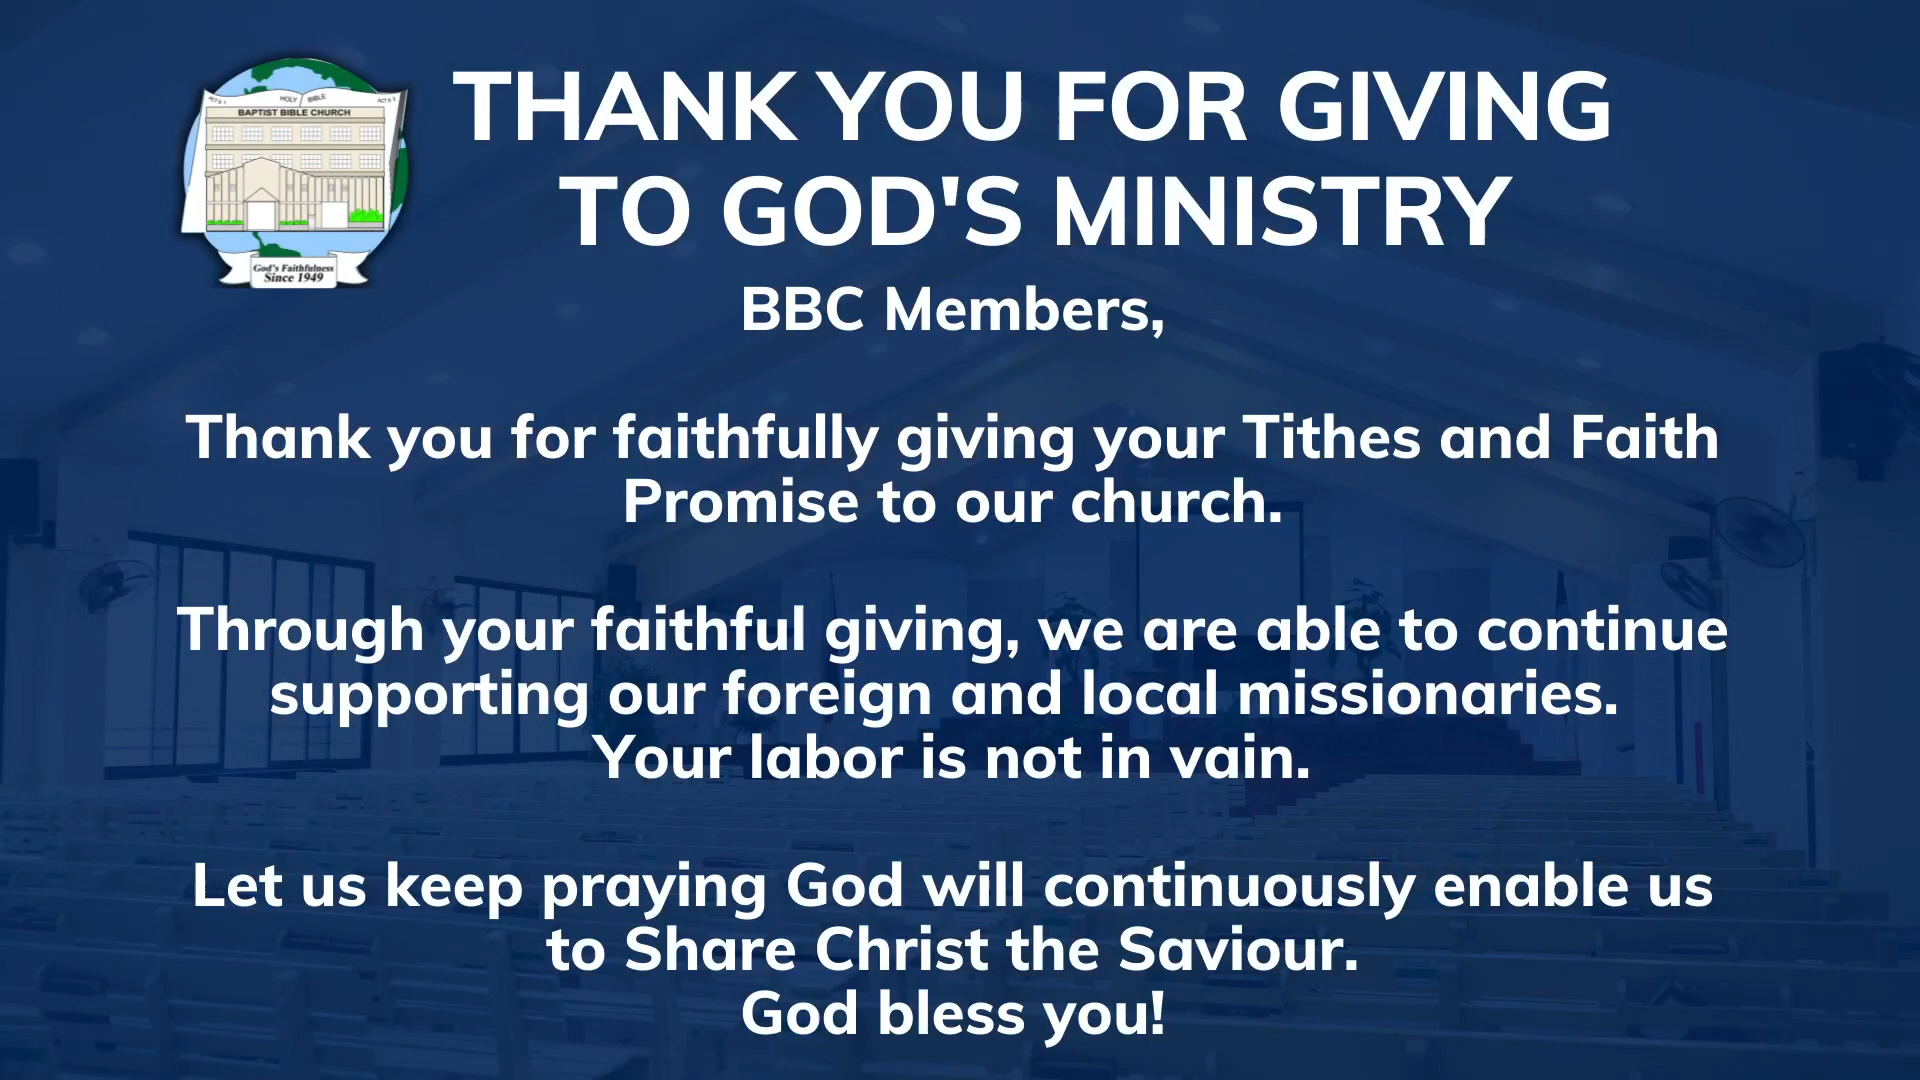 ACTS 1
HOLY BIBLE
BAPTIST BIBLE CHURCH
God's Faithfulness
Since 1949
THANK YOU FOR GIVING
TO GOD'S MINISTRY
BBC Members,
Thank you for faithfully giving your Tithes and Faith
Promise to our church.
Through your faithful giving, we are able to continue
supporting our foreign and local missionaries.
Your labor is not in vain.
Let us keep praying God will continuously enable us
to Share Christ the Saviour.
God bless you!